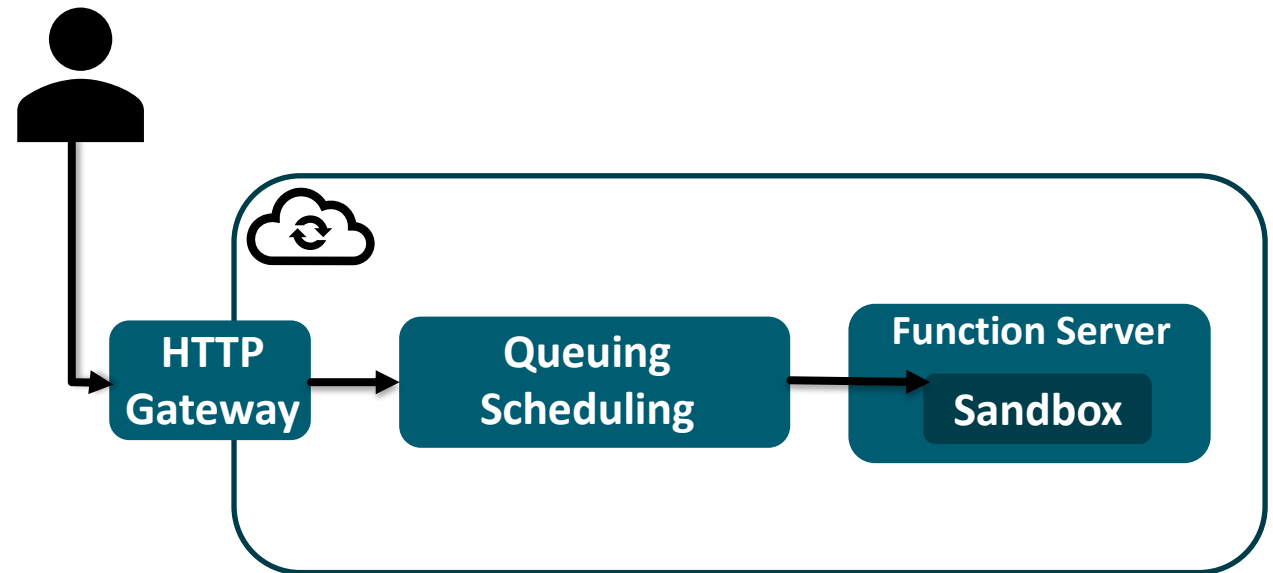 HTTP
Gateway
Queuing
Scheduling
Function Server
Sandbox